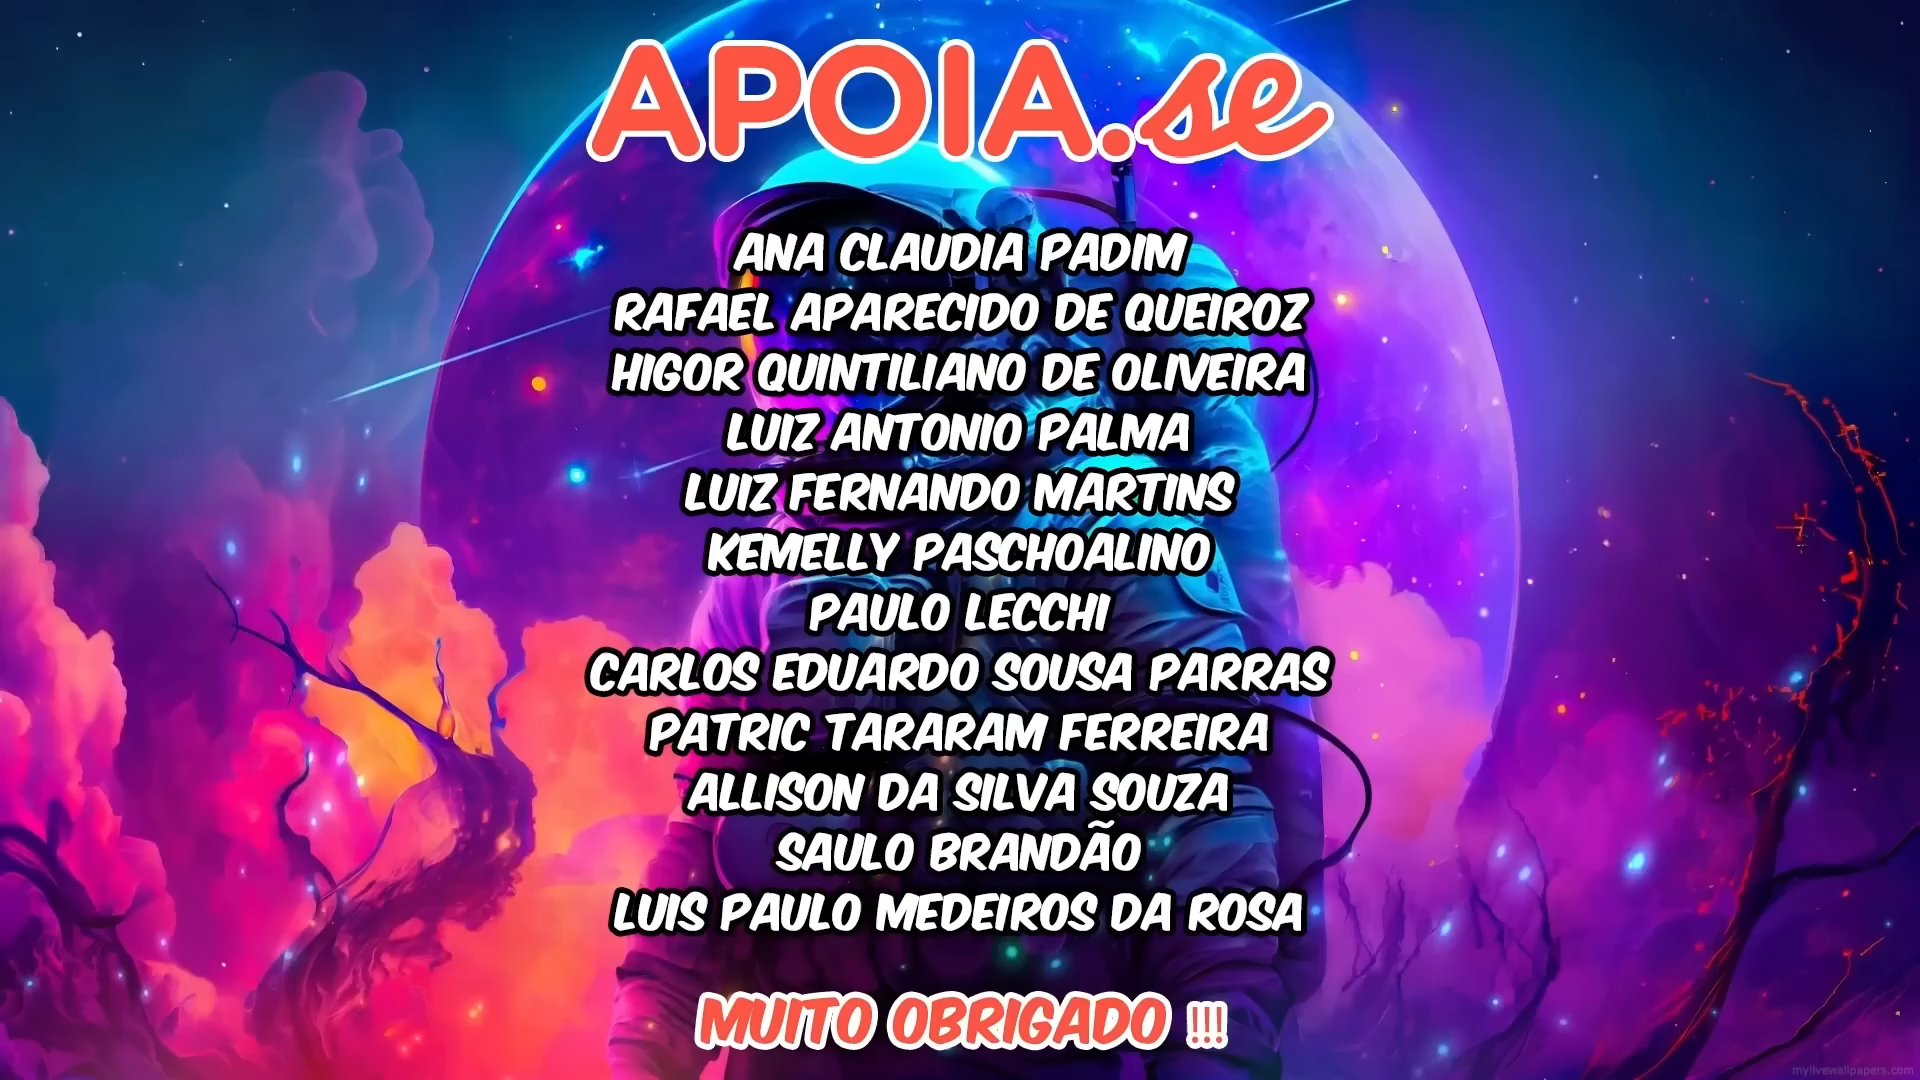 APOIA.se
ANA CLAUDIA PADIM
RAFAEL APARECIDO DE QUEIROZ
HIGOR QUINTILIANO DE OLIVEIRA
LUIZ ANTONIO PALMA
LUIZ FERNANDO MARTINS
KEMELLY PASCHOALINO
PAULO LECCHI
CARLOS EDUARDO SOUSA PARRAS
PATRIC TARARAM FERREIRA
ALLISON DA SILVA SOUZA
SAULO BRANDÃO
LUIS PAULO MEDEIROS DA ROSA
MUITO OBRIGADO !!!
mylivewallpapers.com